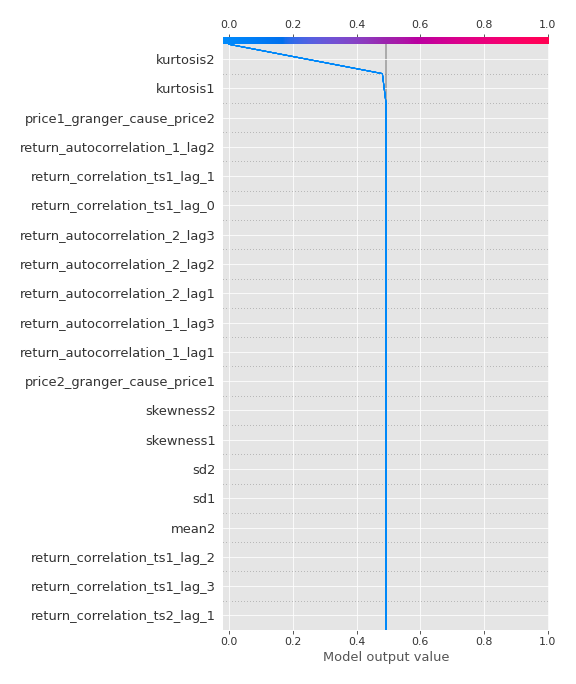 0.0 0.2 0.4 0.6 0.8 1.0
kurtosis2
kurtosis1
price1_granger_cause_price2
return_autocorrelation_1_lag2
return_correlation_ts1_lag_1
return_correlation_ts1_lag_0
return_autocorrelation_2_lag3
return_autocorrelation_2_lag2
return_autocorrelation_2_lag1
return_autocorrelation_1_lag3
return_autocorrelation_1_lag1
price2_granger_cause_price1
skewness2
skewness1
sd2
sd1
mean2
return_correlation_ts1_lag_2
return_correlation_ts1_lag_3
return_correlation_ts2_lag_1
0.0 0.2 0.4 0.6 0.8 1.0
Model output value